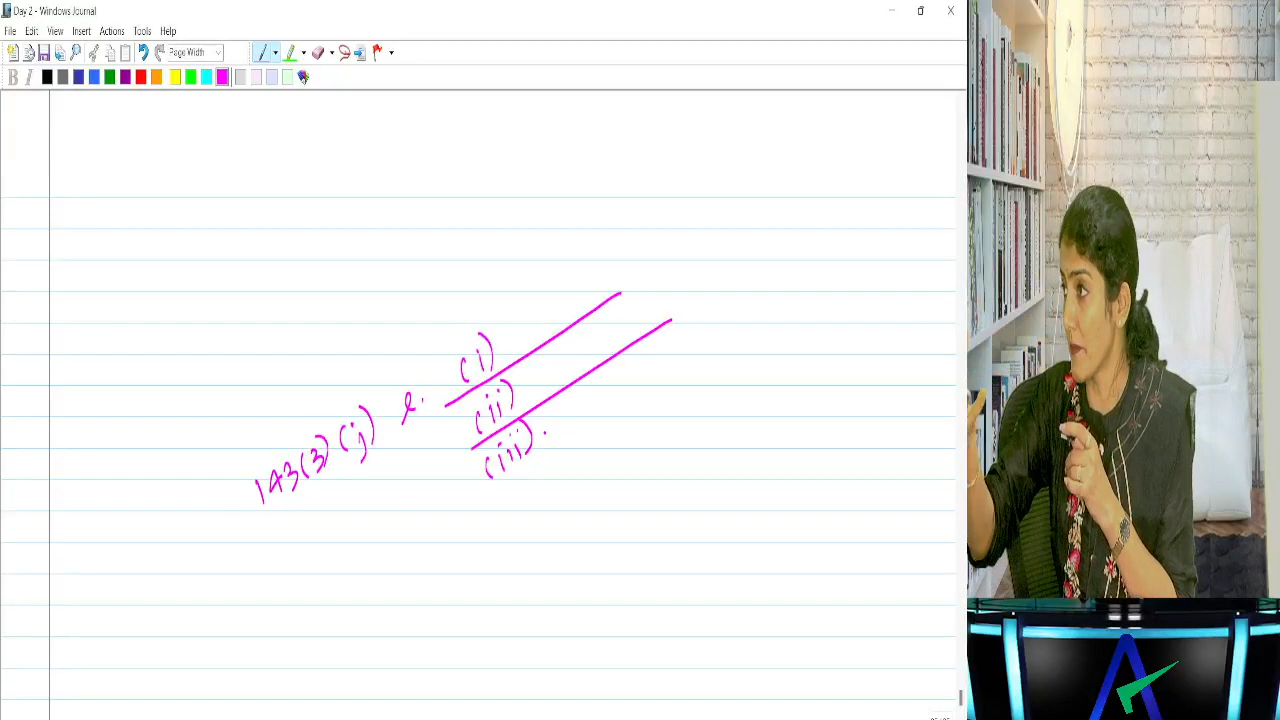 Day 2 - Windows Journal
File Edit View Insert Actions Tools Help
Page Width
B I
(i)
143(3)(j) e. (ii)
(iii).